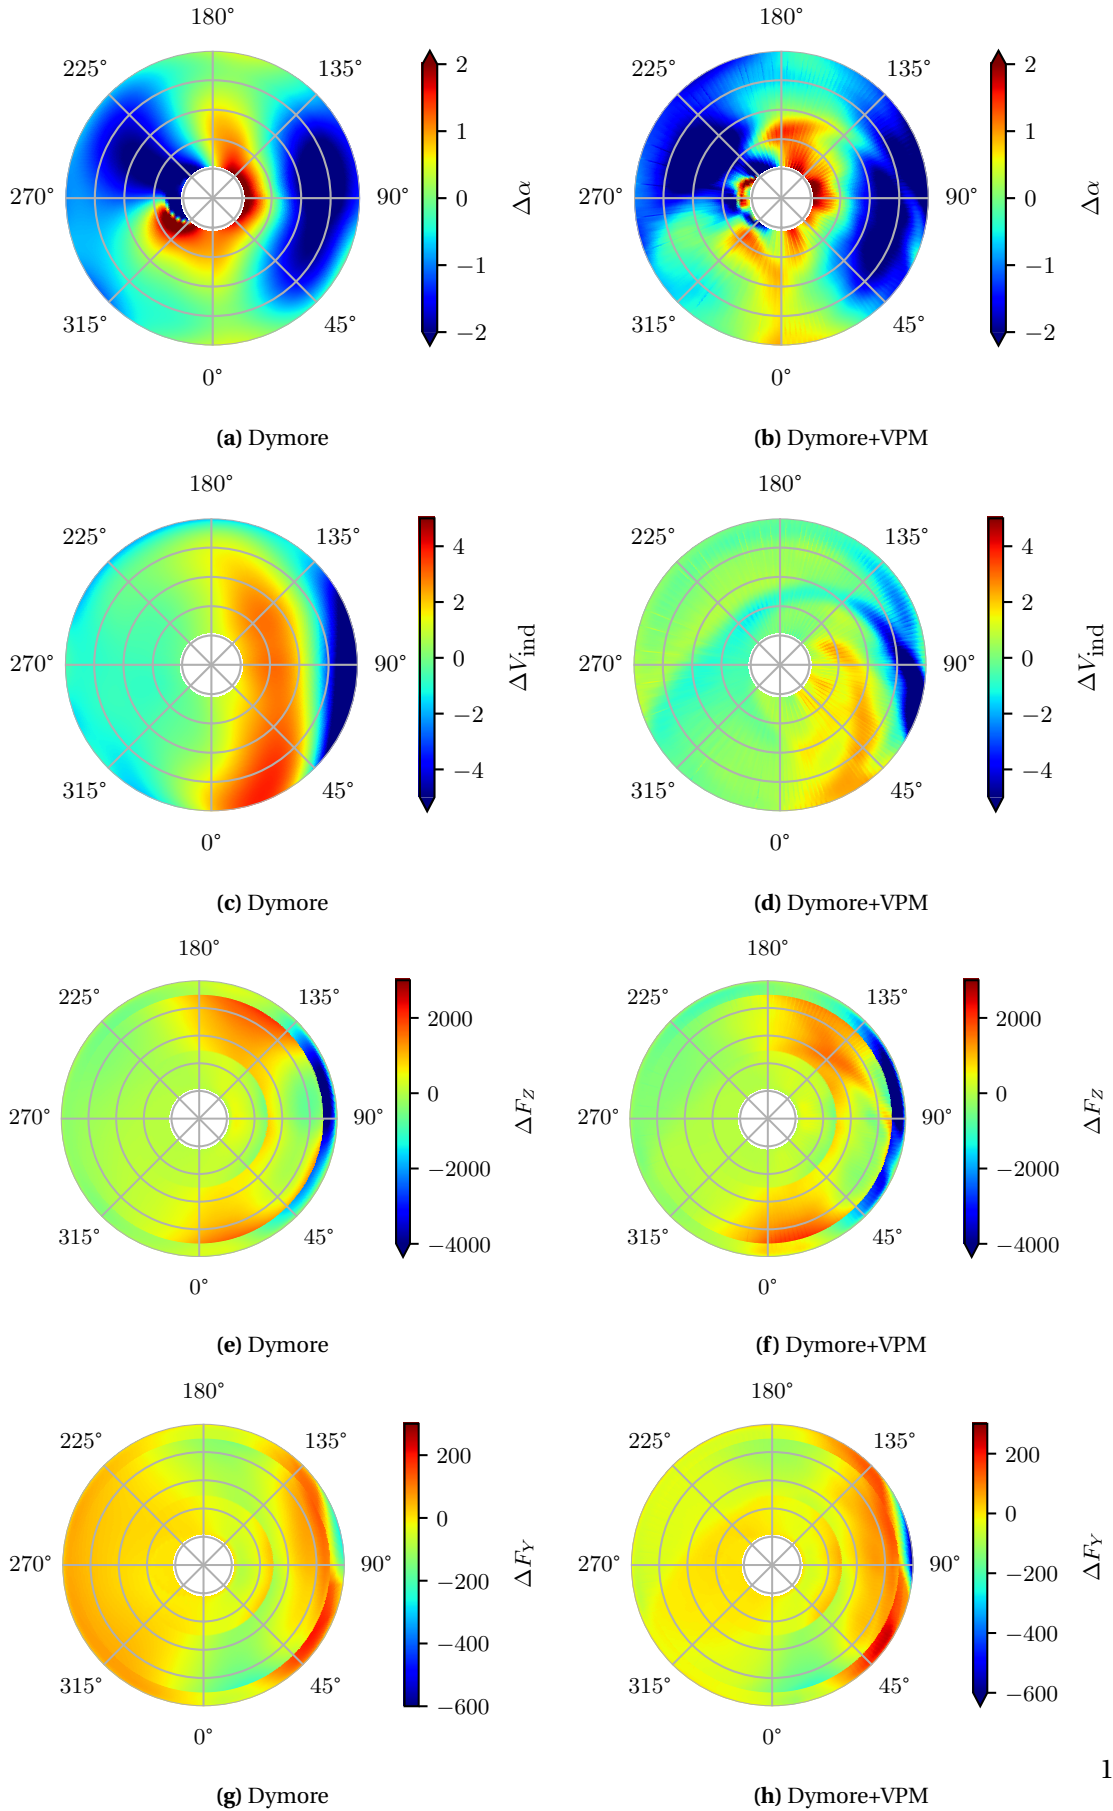 180° 180°
225° 135° 2 225° 135° 2
1 1
270° 90° 0 Δα 270° 90° 0 Δα
−1 −1
315° 45° −2 315° 45° −2
0° 0°
(a) Dymore (b) Dymore+VPM
180° 180°
225° 135° 4 225° 135° 4
2 2
270° 90° 0 ΔV_ind 270° 90° 0 ΔV_ind
−2 −2
315° 45° −4 315° 45° −4
0° 0°
(c) Dymore (d) Dymore+VPM
180° 180°
225° 135° 2000 225° 135° 2000
0 0
270° 90° ΔF_Z 270° 90° ΔF_Z
−2000 −2000
315° 45° −4000 315° 45° −4000
0° 0°
(e) Dymore (f) Dymore+VPM
180° 180°
225° 135° 200 225° 135° 200
0 0
270° 90° −200 ΔF_Y 270° 90° −200 ΔF_Y
−400 −400
315° 45° −600 315° 45° −600
0° 0°
1
(g) Dymore (h) Dymore+VPM